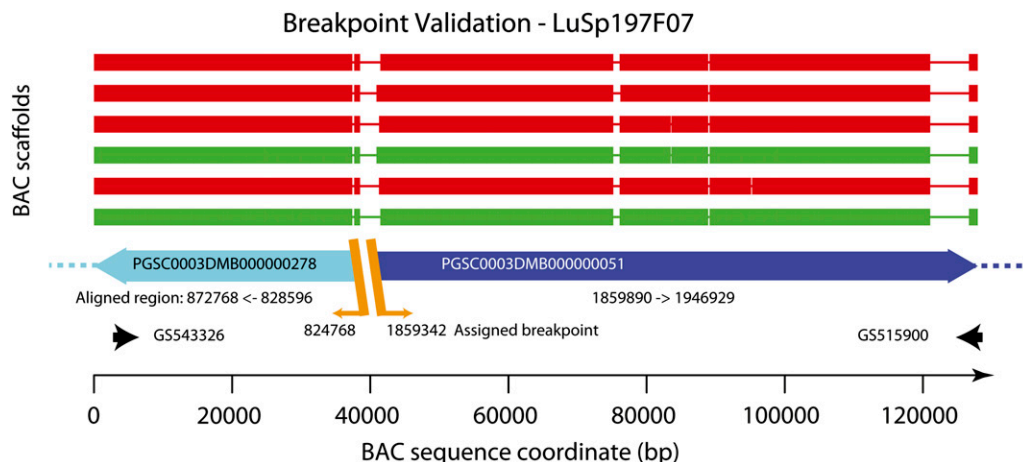 Breakpoint Validation - LuSp197F07
BAC scaffolds
PGSC0003DMB000000278
PGSC0003DMB000000051
Aligned region: 872768 <- 828596
1859890 -> 1946929
824768
1859342 Assigned breakpoint
GS543326
GS515900
0 20000 40000 60000 80000 100000 120000
BAC sequence coordinate (bp)